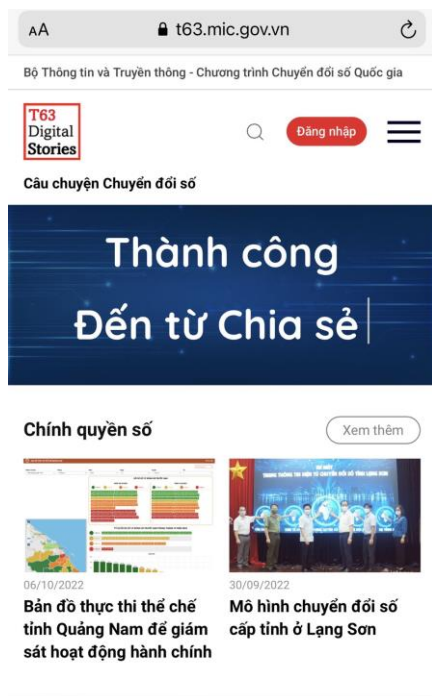 AA t63.mic.gov.vn
Bộ Thông tin và Truyền thông - Chương trình Chuyển đổi số Quốc gia
T63
Digital
Stories
Đăng nhập
Câu chuyện Chuyển đổi số
Thành công
Đến từ Chia sẻ
Chính quyền số
Xem thêm
06/10/2022
Bản đồ thực thi thể chế
tỉnh Quảng Nam để giám
sát hoạt động hành chính
30/09/2022
Mô hình chuyển đổi số
cấp tỉnh ở Lạng Sơn